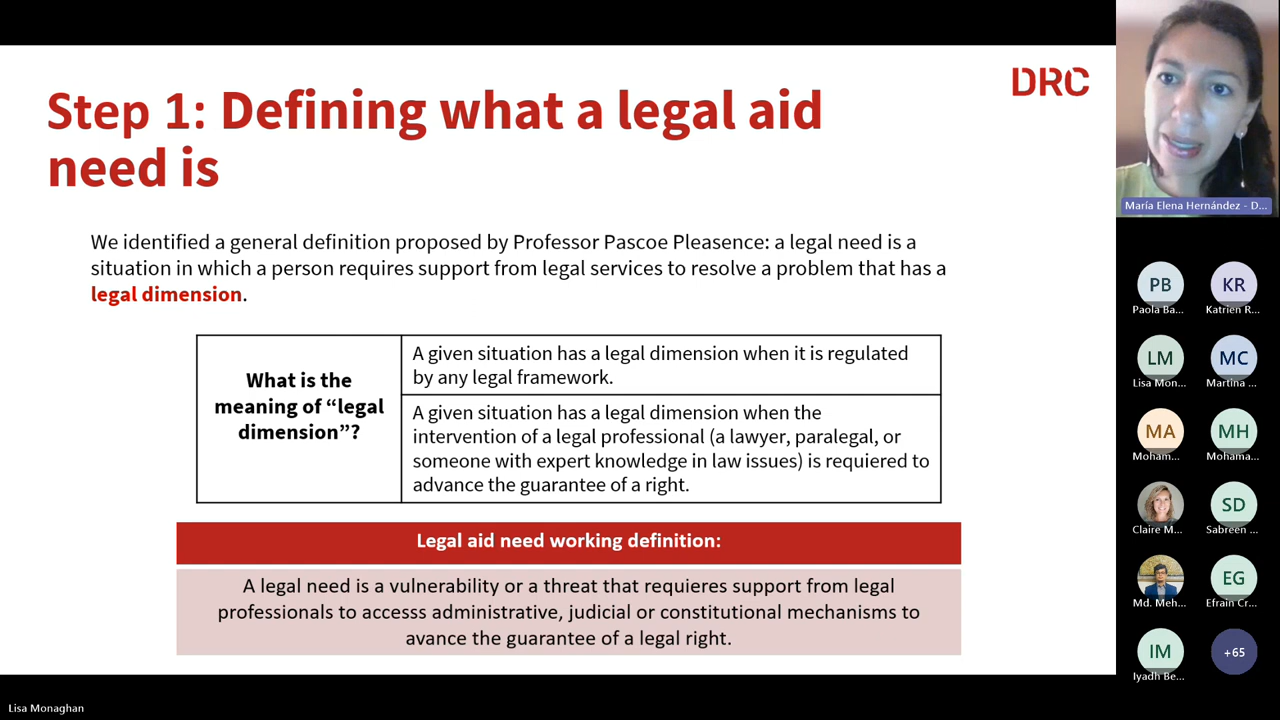 Step 1: Defining what a legal aid
need is
DRC
We identified a general definition proposed by Professor Pascoe Pleasence: a legal need is a
situation in which a person requires support from legal services to resolve a problem that has a
legal dimension.
What is the
meaning of “legal
dimension”?
A given situation has a legal dimension when it is regulated
by any legal framework.
A given situation has a legal dimension when the
intervention of a legal professional (a lawyer, paralegal, or
someone with expert knowledge in law issues) is requiered to
advance the guarantee of a right.
Legal aid need working definition:
A legal need is a vulnerability or a threat that requieres support from legal
professionals to accesss administrative, judicial or constitutional mechanisms to
avance the guarantee of a legal right.
María Elena Hernández - D...
PB
Paola Ba...
KR
Katrien R...
LM
Lisa Mon...
MC
Martina ...
MA
Moham...
MH
Mohama...
Claire M...
SD
Sabreen ...
Md. Meh...
EG
Efrain Cr...
IM
Iyadh Be...
+65
Lisa Monaghan